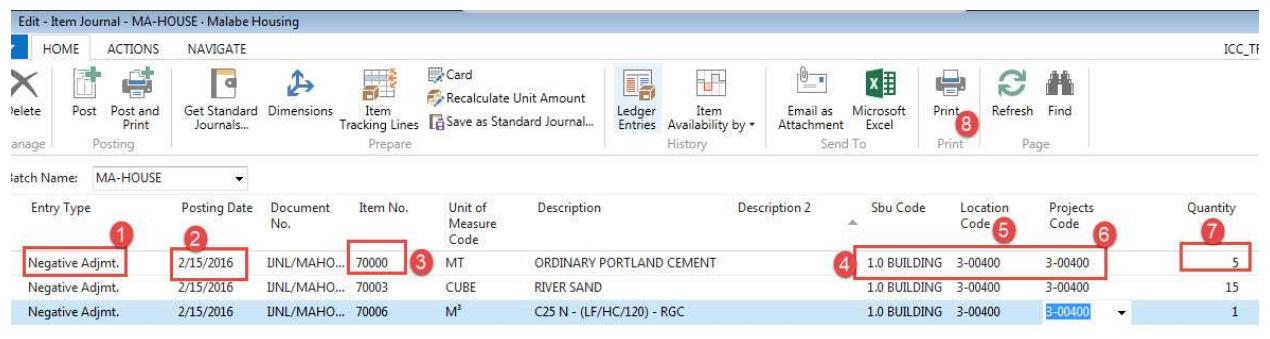 Edit - Item Journal - MA-HOUSE · Malabe Housing
HOME ACTIONS NAVIGATE ICC_TF
Delete Post Post and Print Get Standard Journals... Dimensions Item Tracking Lines Card Recalculate Unit Amount Save as Standard Journal... Ledger Entries Item Availability by Email as Attachment Microsoft Excel Print 8 Refresh Find
anage Posting Prepare History Send To Print Page
Batch Name: MA-HOUSE
Entry Type Posting Date Document No. Item No. Unit of Measure Code Description Description 2 Sbu Code Location Code Projects Code Quantity
1 2 5 6 7
Negative Adjmt. 2/15/2016 IJNL/MAHO... 70000 3 MT ORDINARY PORTLAND CEMENT 4 1.0 BUILDING 3-00400 3-00400 5
Negative Adjmt. 2/15/2016 IJNL/MAHO... 70003 CUBE RIVER SAND 1.0 BUILDING 3-00400 3-00400 15
Negative Adjmt. 2/15/2016 IJNL/MAHO... 70006 M³ C25 N - (LF/HC/120) - RGC 1.0 BUILDING 3-00400 3-00400 1